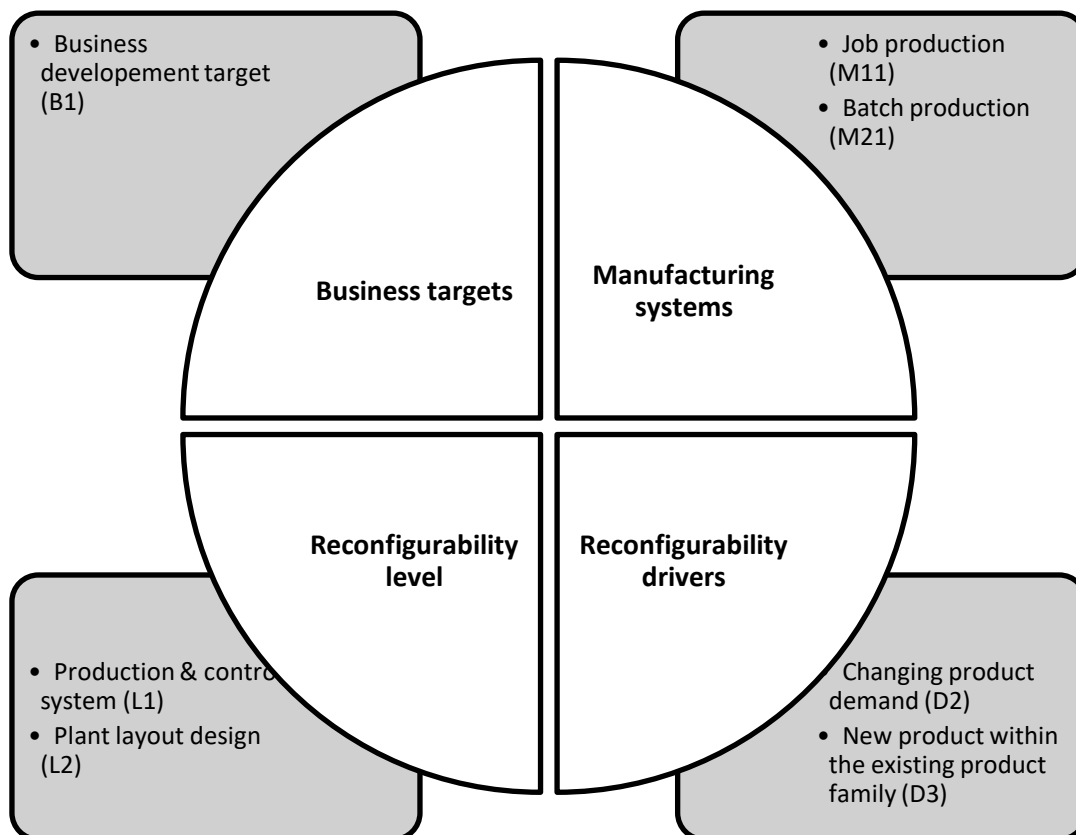 • Business
developement target
(B1)
• Job production
(M11)
• Batch production
(M21)
Business targets
Manufacturing
systems
Reconfigurability
level
Reconfigurability
drivers
• Production & contro
system (L1)
• Plant layout design
(L2)
Changing product
demand (D2)
• New product within
the existing product
family (D3)